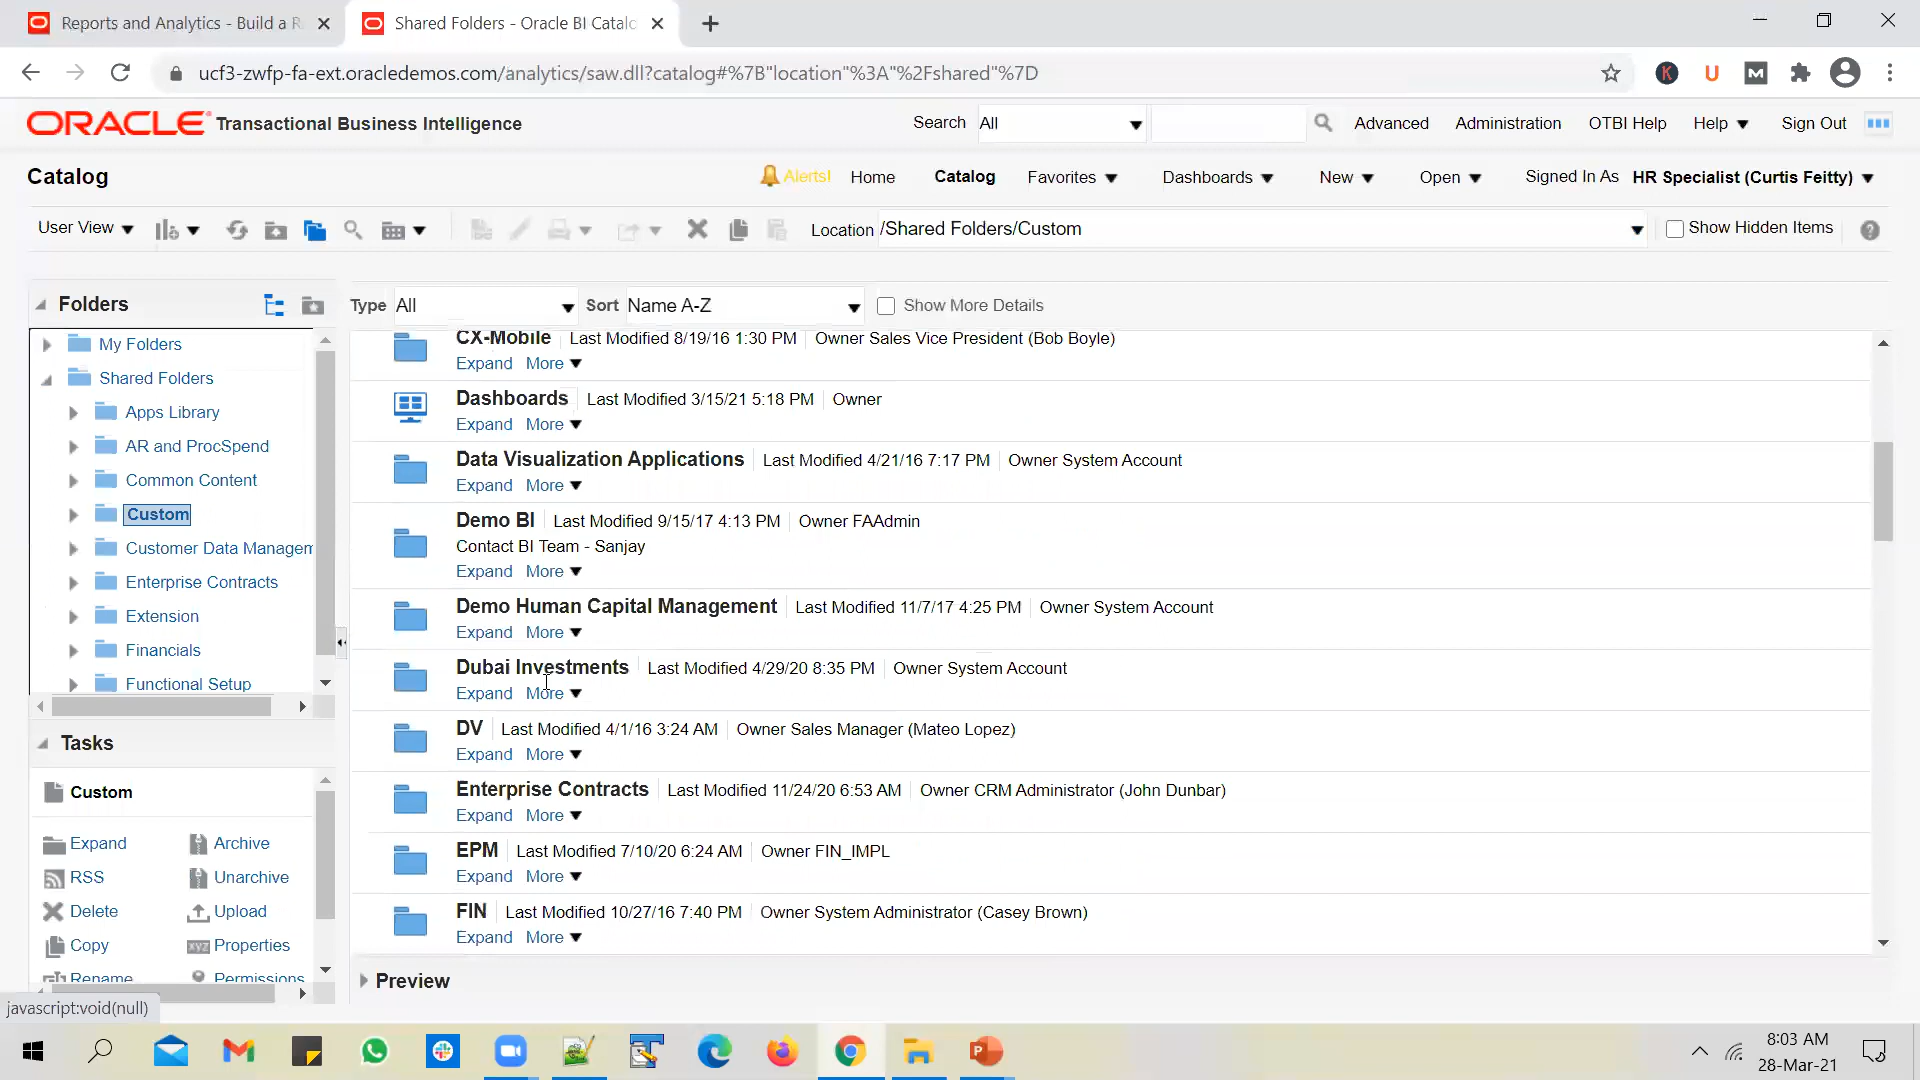 Reports and Analytics - Build a R
Shared Folders - Oracle BI Catalo
ucf3-zwfp-fa-ext.oracledemos.com/analytics/saw.dll?catalog#%7B"location"%3A"%2Fshared"%7D
ORACLE Transactional Business Intelligence
Search All Advanced Administration OTBI Help Help Sign Out
Catalog
Alerts! Home Catalog Favorites Dashboards New Open Signed In As HR Specialist (Curtis Feitty)
User View
Location /Shared Folders/Custom
Show Hidden Items
Folders
Type All Sort Name A-Z Show More Details
My Folders
Shared Folders
Apps Library
AR and ProcSpend
Common Content
Custom
Customer Data Managem
Enterprise Contracts
Extension
Financials
Functional Setup
Tasks
Custom
Expand Archive
RSS Unarchive
Delete Upload
Copy Properties
Rename Permissions
CX-Mobile Last Modified 8/19/16 1:30 PM Owner Sales Vice President (Bob Boyle)
Expand More
Dashboards Last Modified 3/15/21 5:18 PM Owner
Expand More
Data Visualization Applications Last Modified 4/21/16 7:17 PM Owner System Account
Expand More
Demo BI Last Modified 9/15/17 4:13 PM Owner FAAdmin
Contact BI Team - Sanjay
Expand More
Demo Human Capital Management Last Modified 11/7/17 4:25 PM Owner System Account
Expand More
Dubai Investments Last Modified 4/29/20 8:35 PM Owner System Account
Expand More
DV Last Modified 4/1/16 3:24 AM Owner Sales Manager (Mateo Lopez)
Expand More
Enterprise Contracts Last Modified 11/24/20 6:53 AM Owner CRM Administrator (John Dunbar)
Expand More
EPM Last Modified 7/10/20 6:24 AM Owner FIN_IMPL
Expand More
FIN Last Modified 10/27/16 7:40 PM Owner System Administrator (Casey Brown)
Expand More
Preview
javascript:void(null)
8:03 AM
28-Mar-21